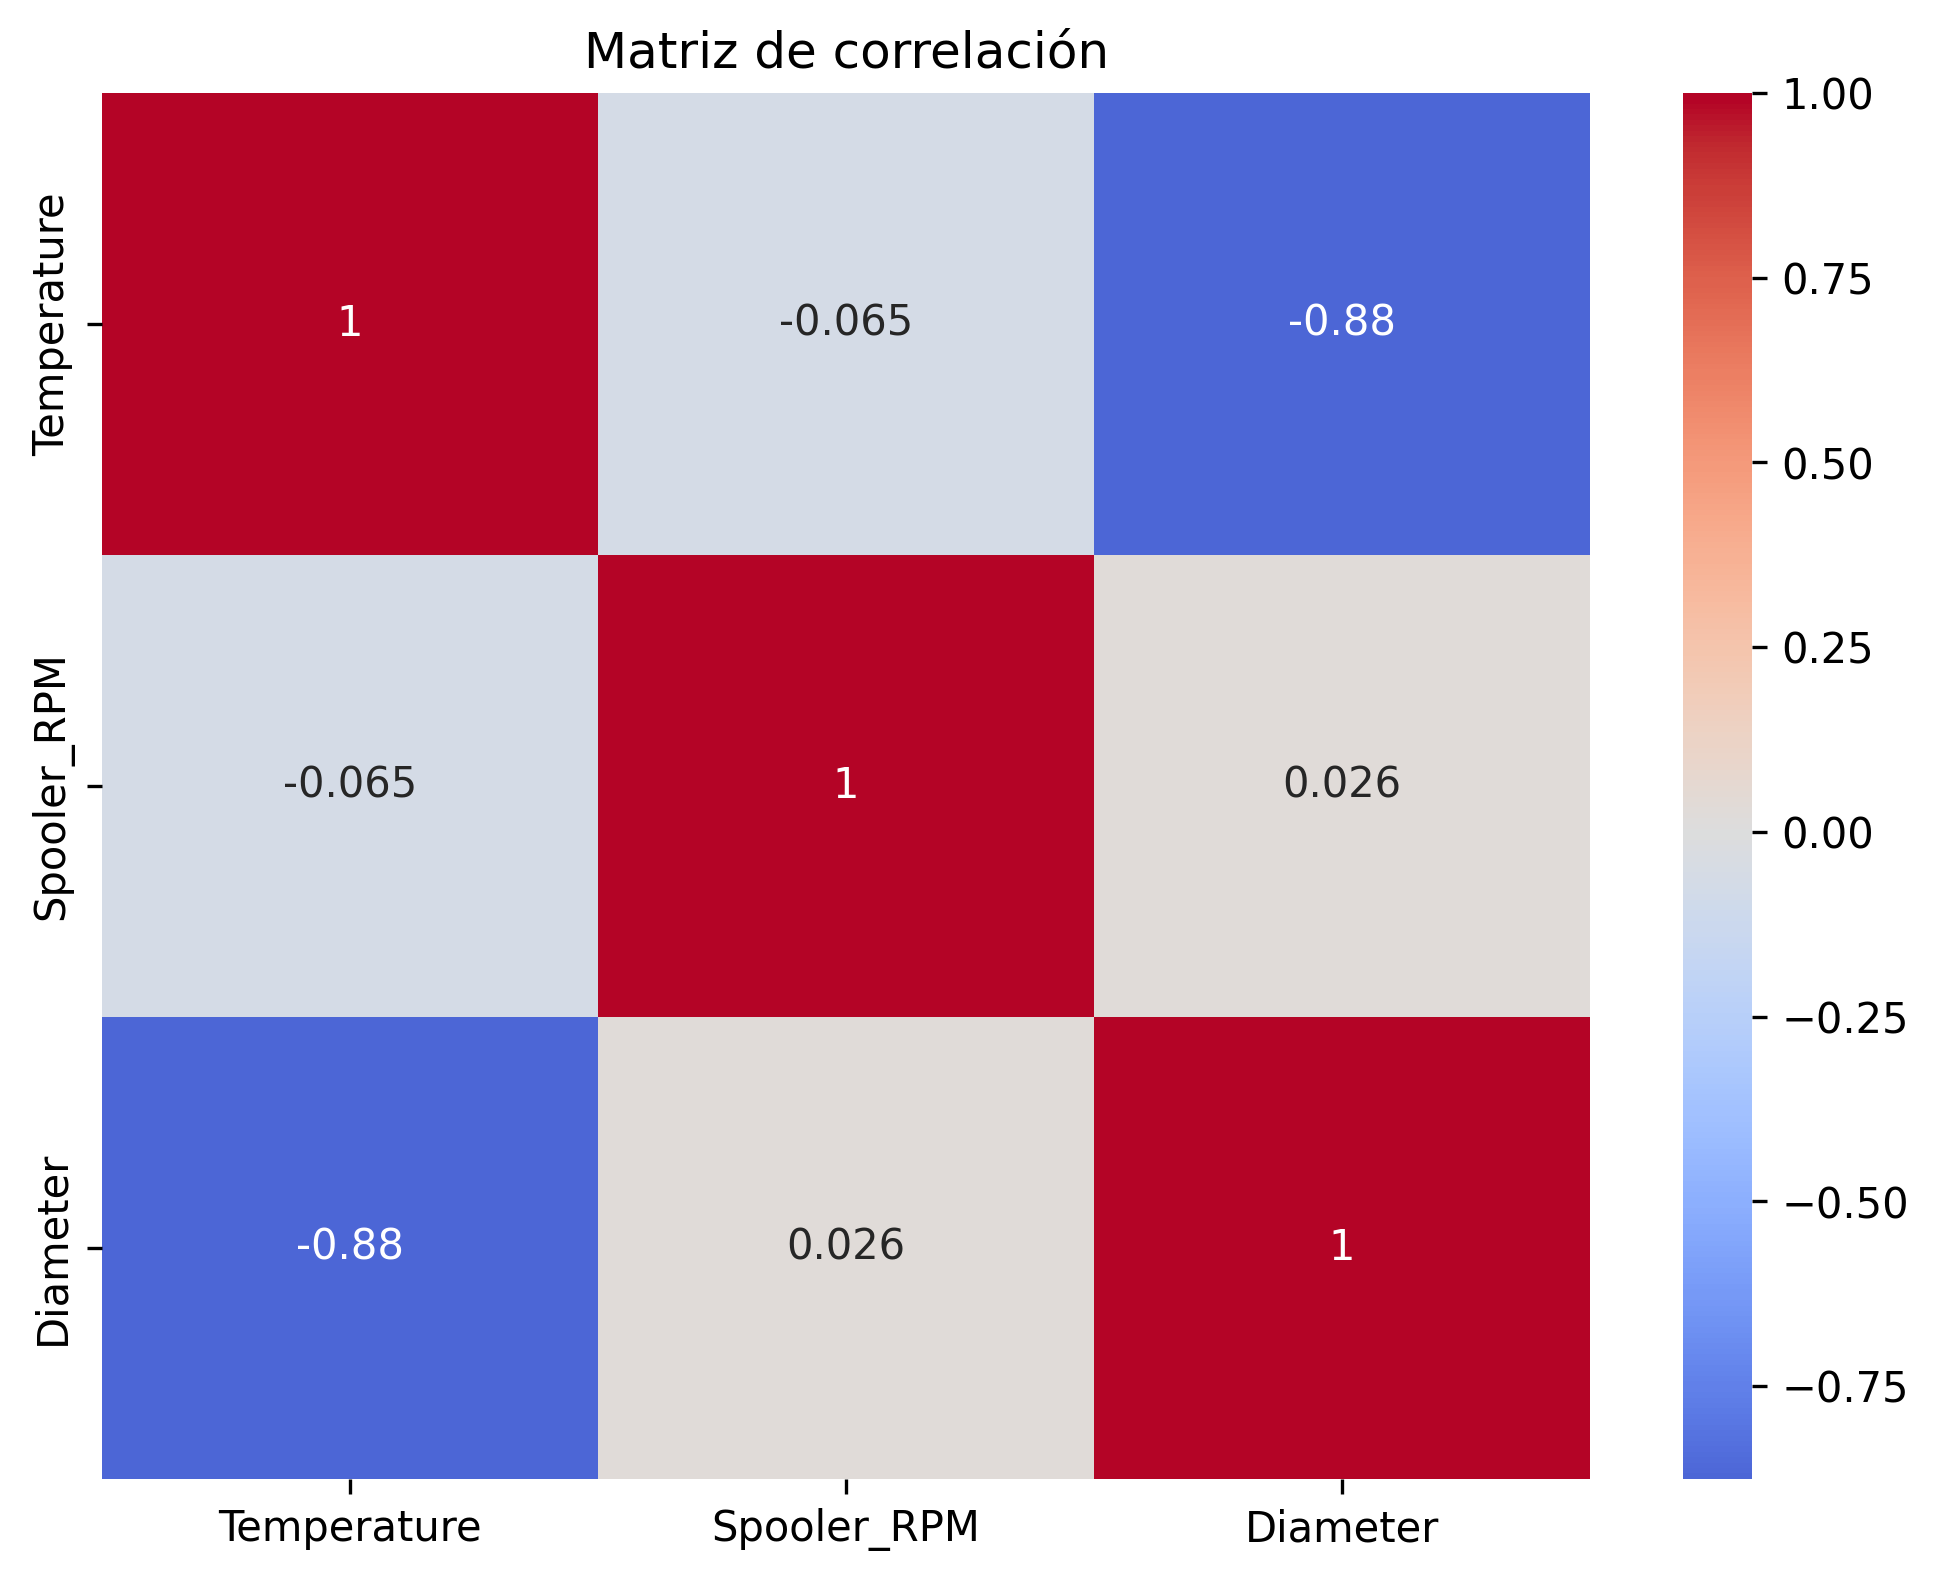 Matriz de correlación
Temperature
1
-0.065
-0.88
Spooler_RPM
-0.065
1
0.026
Diameter
-0.88
0.026
1
Temperature
Spooler_RPM
Diameter
1.00
0.75
0.50
0.25
0.00
−0.25
−0.50
−0.75